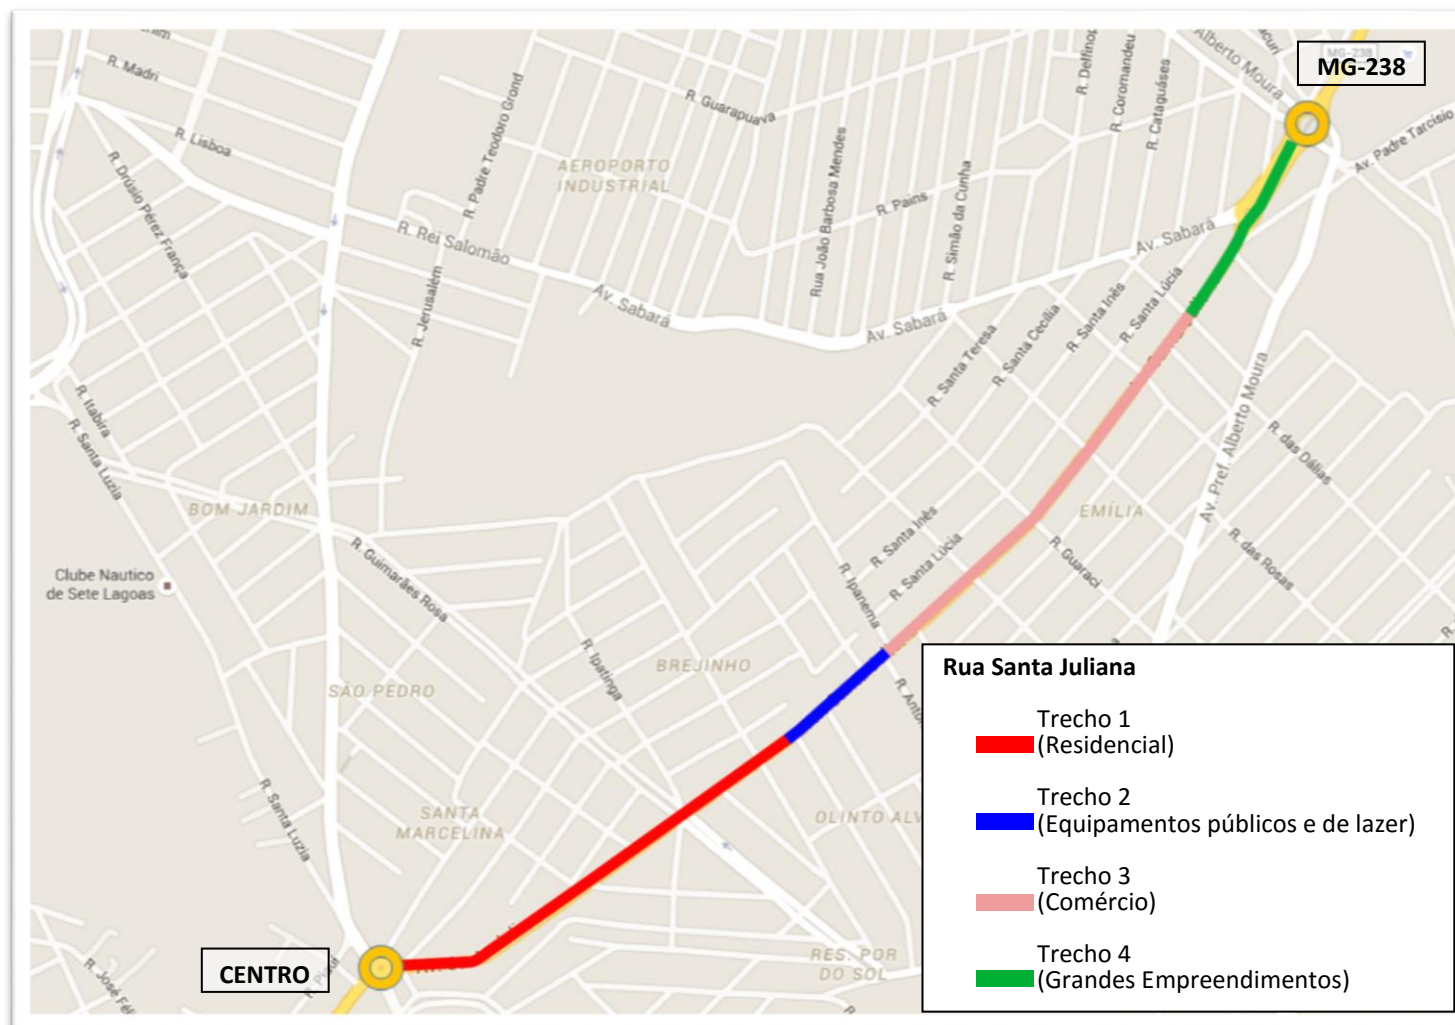 Alberto Moura
MG-238
MG-238
R. Madri
R. Lisboa
R. Drúsio Pérez França
R. Padre Teodoro Grond
R. Guarapuava
R. Coromandeu
R. Cataguáses
Av. Padre Tarcísio
AEROPORTO
INDUSTRIAL
Rua João Barbosa Mendes
R. Pains
R. Simão da Cunha
R. Rei Salomão
R. Jerusalém
Av. Sabará
Av. Sabará
Av. Sabará
R. Santa Teresa
R. Santa Cecília
R. Santa Inês
R. Santa Lúcia
R. Itabira
R. Santa Luzia
R. das Dálias
Av. Pref. Alberto Moura
BOM JARDIM
EMÍLIA
R. Guimarães Rosa
R. Santa Inês
R. Santa Lúcia
R. Ipanema
R. Guaraci
R. das Rosas
Clube Nautico
de Sete Lagoas
R. Ipatinga
BREJINHO
SÃO PEDRO
SANTA
MARCELINA
R. Santa Luzia
OLINTO ALV
RES. POR
DO SOL
CENTRO
Rua Santa Juliana
Trecho 1
(Residencial)
Trecho 2
(Equipamentos públicos e de lazer)
Trecho 3
(Comércio)
Trecho 4
(Grandes Empreendimentos)